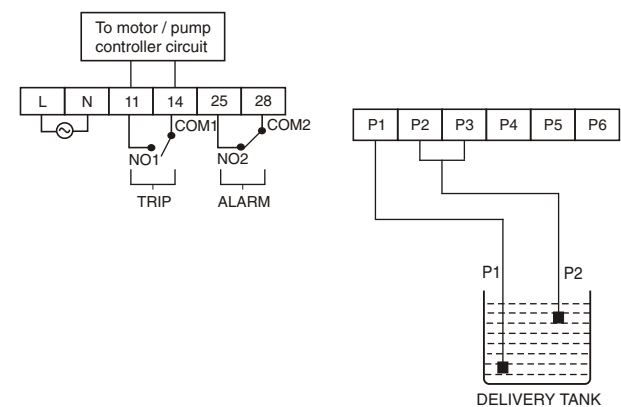 To motor / pump
controller circuit
L N 11 14 25 28
COM1 COM2
NO1 NO2
TRIP ALARM
P1 P2 P3 P4 P5 P6
P1 P2
DELIVERY TANK